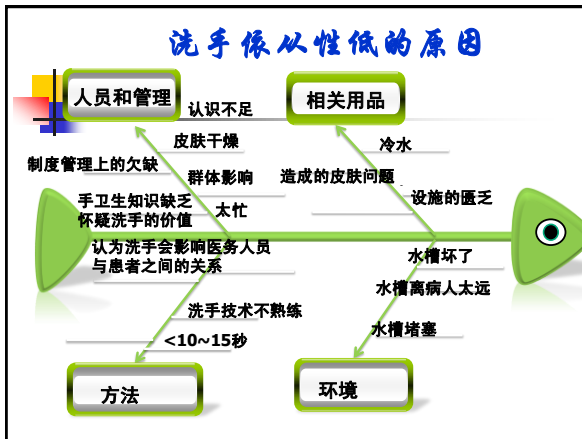 洗手依从性低的原因
人员和管理
相关用品
认识不足
皮肤干燥
冷水
制度管理上的欠缺
群体影响
造成的皮肤问题
手卫生知识缺乏
怀疑洗手的价值
太忙
设施的匮乏
认为洗手会影响医务人员
与患者之间的关系
水槽坏了
水槽离病人太远
洗手技术不熟练
水槽堵塞
<10~15秒
方法
环境